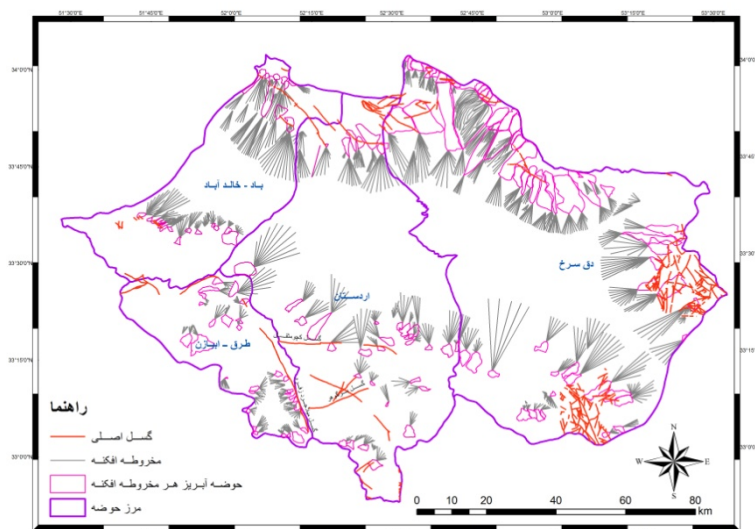 51°30'0"E 51°45'0"E 52°0'0"E 52°15'0"E 52°30'0"E 52°45'0"E 53°0'0"E 53°15'0"E 53°30'0"E
34°0'0"N
33°45'0"N
33°30'0"N
33°15'0"N
33°0'0"N
باد - خالد آباد
دق سرخ
اردستان
طرق - ابیازن
راهنما
گسل اصلی
مخروطه افکنه
حوضه آبریز هر مخروطه افکنه
مرز حوضه
N
W E
S
0 10 20 40 60 80
km